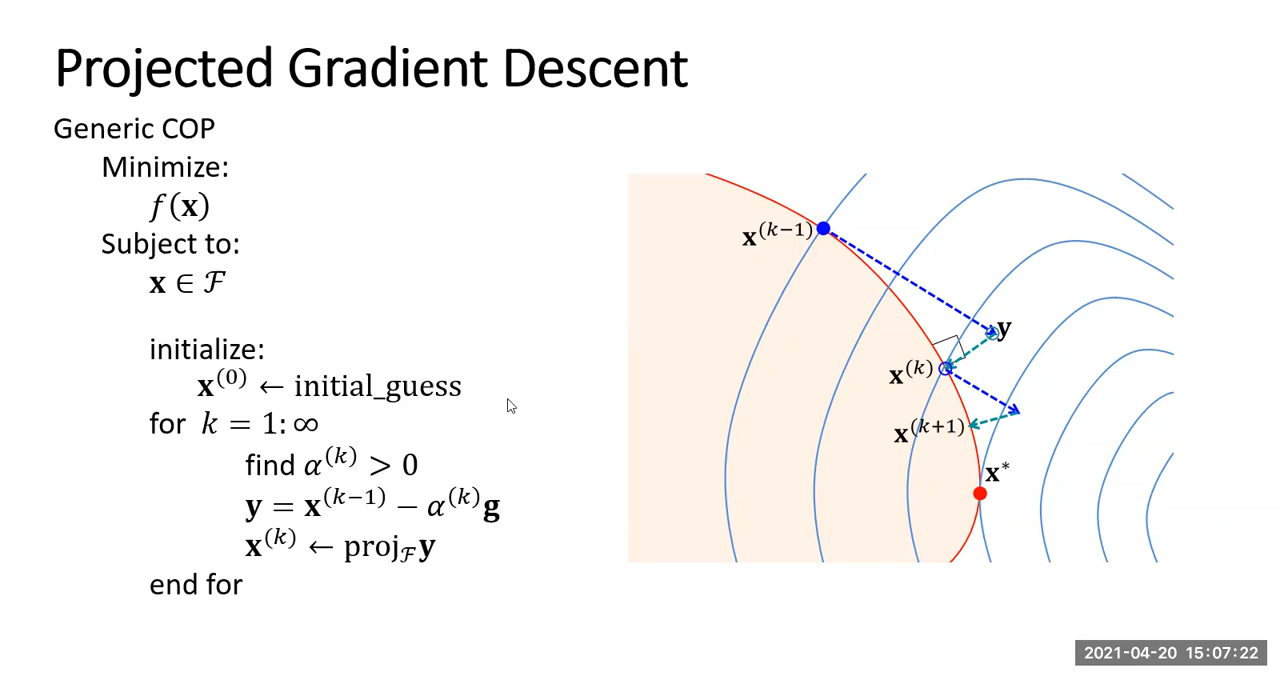 Projected Gradient Descent
Generic COP
Minimize:
f(x)
Subject to:
x ∈ ℱ
initialize:
x^(0) ← initial_guess
for k = 1: ∞
find α^(k) > 0
y = x^(k−1) − α^(k)g
x^(k) ← proj_ℱ y
end for
x^(k−1)
y
x^(k)
x^(k+1)
x*
2021-04-20 15:07:22